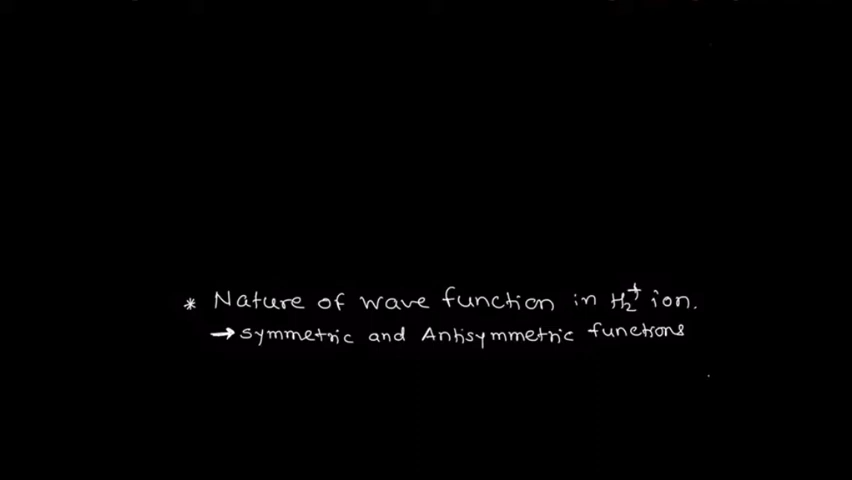 * Nature of wave function in H₂⁺ ion.
→ symmetric and Antisymmetric functions